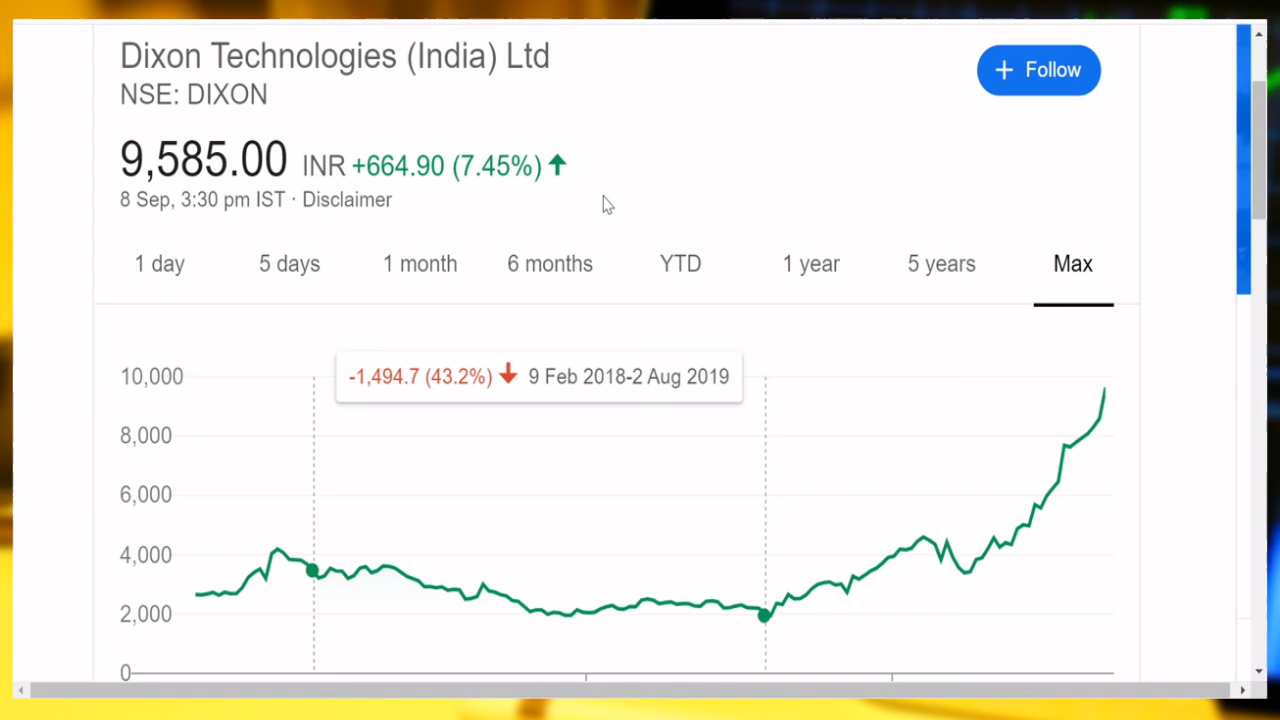 Dixon Technologies (India) Ltd
+ Follow
NSE: DIXON
9,585.00 INR +664.90 (7.45%)
8 Sep, 3:30 pm IST · Disclaimer
1 day 5 days 1 month 6 months YTD 1 year 5 years Max
-1,494.7 (43.2%) 9 Feb 2018-2 Aug 2019
10,000
8,000
6,000
4,000
2,000
0